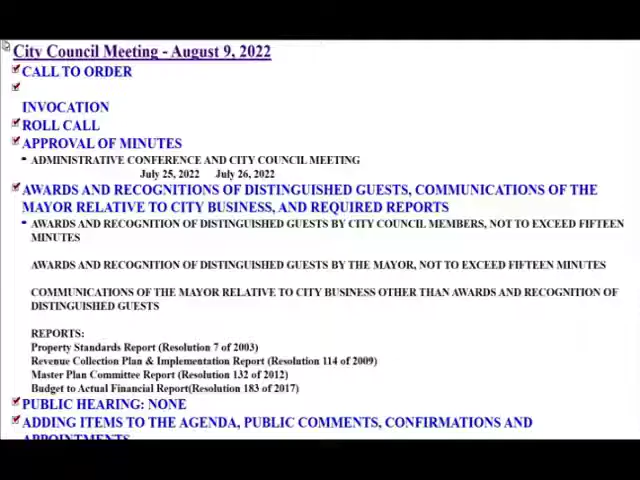 City Council Meeting - August 9, 2022
CALL TO ORDER
INVOCATION
ROLL CALL
APPROVAL OF MINUTES
ADMINISTRATIVE CONFERENCE AND CITY COUNCIL MEETING
July 25, 2022 July 26, 2022
AWARDS AND RECOGNITIONS OF DISTINGUISHED GUESTS, COMMUNICATIONS OF THE
MAYOR RELATIVE TO CITY BUSINESS, AND REQUIRED REPORTS
AWARDS AND RECOGNITION OF DISTINGUISHED GUESTS BY CITY COUNCIL MEMBERS, NOT TO EXCEED FIFTEEN
MINUTES
AWARDS AND RECOGNITION OF DISTINGUISHED GUESTS BY THE MAYOR, NOT TO EXCEED FIFTEEN MINUTES
COMMUNICATIONS OF THE MAYOR RELATIVE TO CITY BUSINESS OTHER THAN AWARDS AND RECOGNITION OF
DISTINGUISHED GUESTS
REPORTS:
Property Standards Report (Resolution 7 of 2003)
Revenue Collection Plan & Implementation Report (Resolution 114 of 2009)
Master Plan Committee Report (Resolution 132 of 2012)
Budget to Actual Financial Report(Resolution 183 of 2017)
PUBLIC HEARING: NONE
ADDING ITEMS TO THE AGENDA, PUBLIC COMMENTS, CONFIRMATIONS AND
APPOINTMENTS